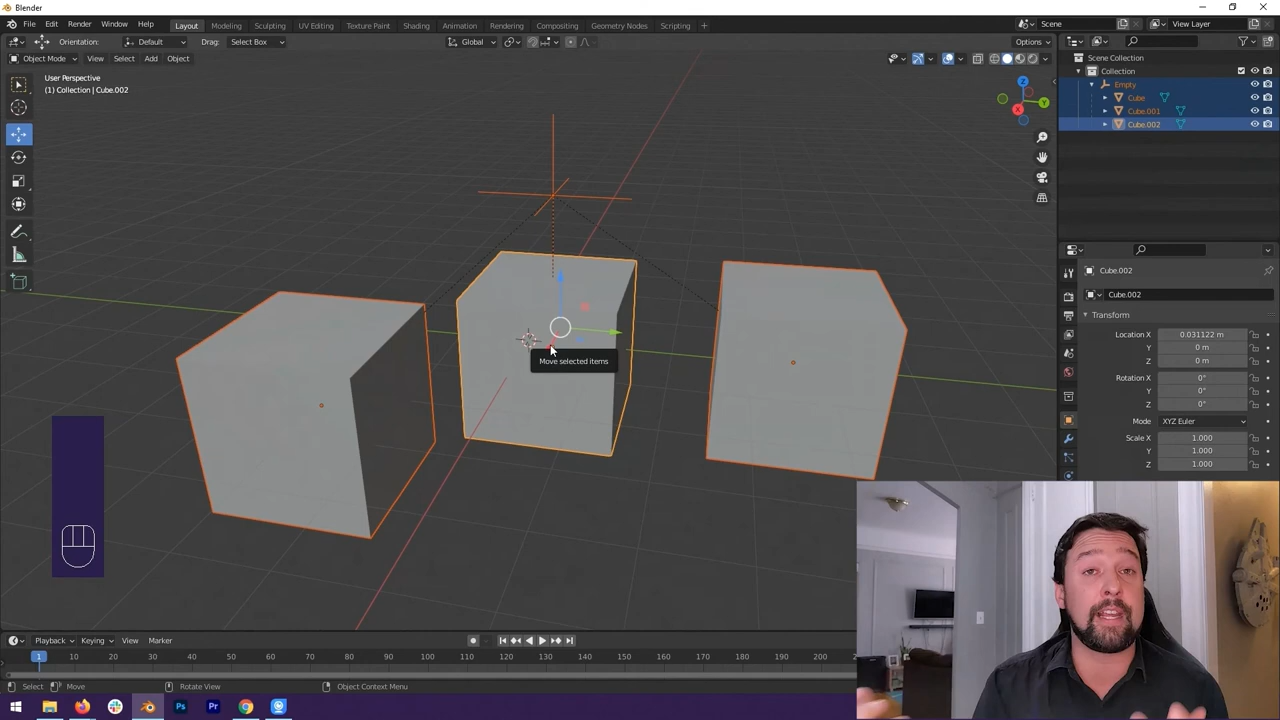 Blender
File Edit Render Window Help
Layout Modeling Sculpting UV Editing Texture Paint Shading Animation Rendering Compositing Geometry Nodes Scripting +
Scene
View Layer
Orientation: Default Drag: Select Box
Global
Options
Object Mode View Select Add Object
User Perspective
(1) Collection | Cube.002
Scene Collection
Collection
Empty
Cube
Cube.001
Cube.002
Z
Y
X
Move selected items
Cube.002
Cube.002
Transform
Location X 0.031122 m
Y 0 m
Z 0 m
Rotation X 0°
Y 0°
Z 0°
Mode XYZ Euler
Scale X 1.000
Y 1.000
Z 1.000
Playback Keying View Marker
1 10 20 30 40 50 60 70 80 90 100 110 120 130 140 150 160 170 180 190 200
Select Move Rotate View Object Context Menu
Ps
Pr